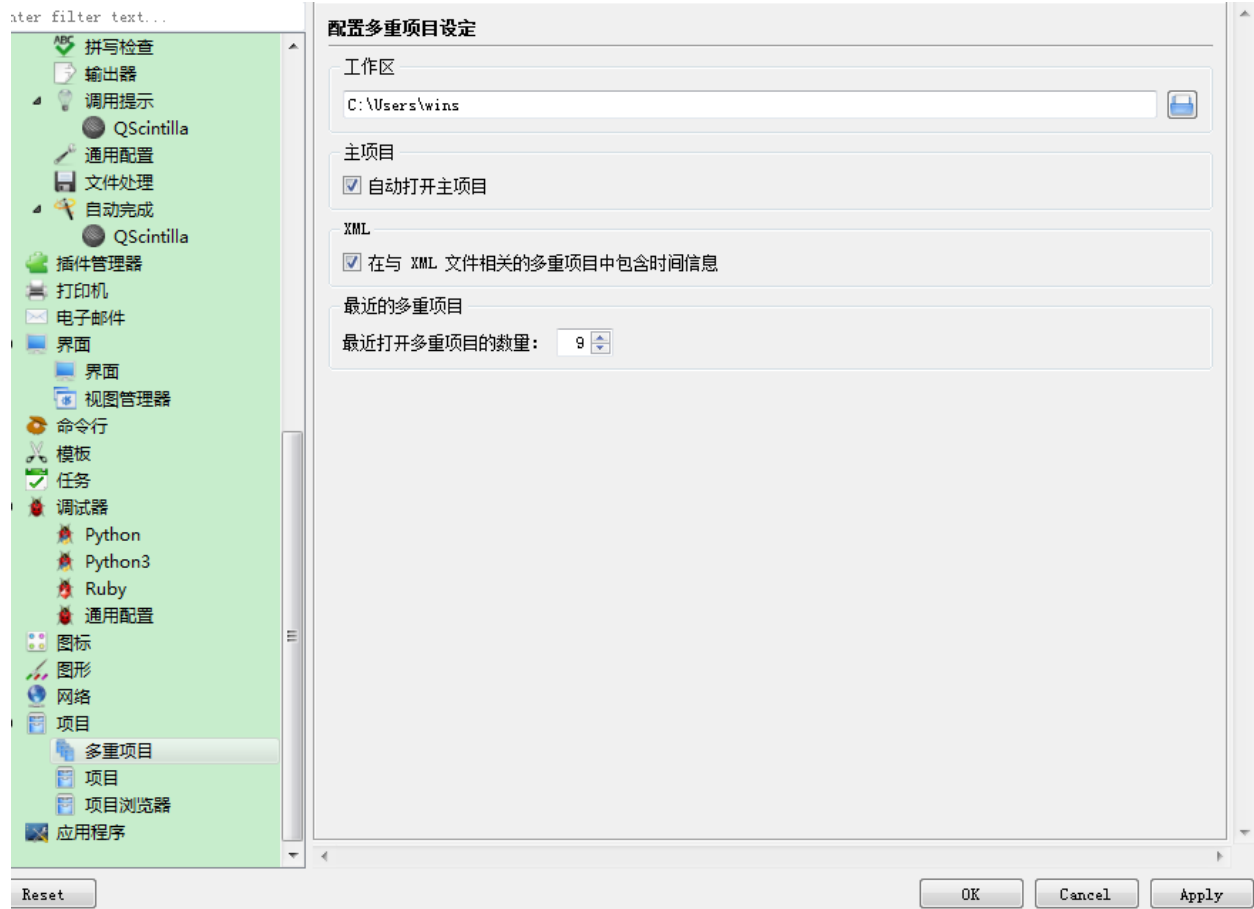 nter filter text...
ABC
拼写检查
输出器
调用提示
QScintilla
通用配置
文件处理
自动完成
QScintilla
插件管理器
打印机
电子邮件
界面
界面
视图管理器
命令行
模板
任务
调试器
Python
Python3
Ruby
通用配置
图标
图形
网络
项目
多重项目
项目
项目浏览器
应用程序
配置多重项目设定
工作区
C:\Users\wins
主项目
自动打开主项目
XML
在与 XML 文件相关的多重项目中包含时间信息
最近的多重项目
最近打开多重项目的数量: 9
Reset
OK
Cancel
Apply